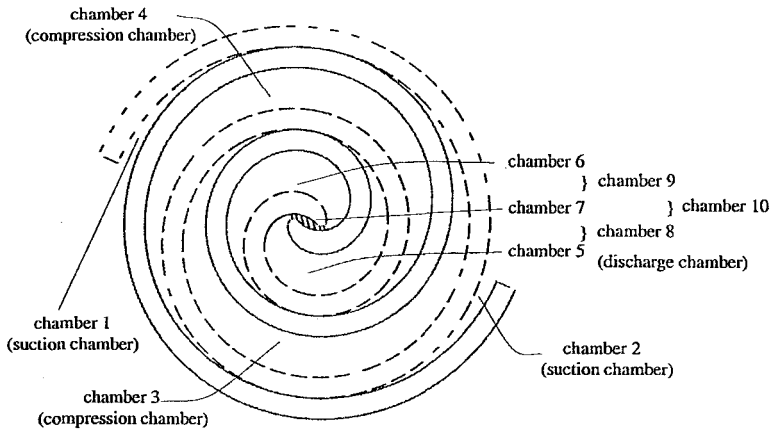 chamber 4
(compression chamber)
chamber 6
} chamber 9
chamber 7
} chamber 10
} chamber 8
chamber 5
(discharge chamber)
chamber 1
(suction chamber)
chamber 2
(suction chamber)
chamber 3
(compression chamber)